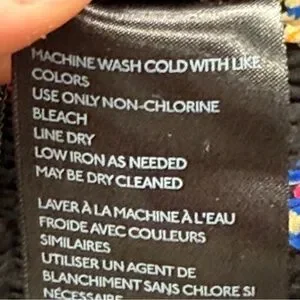 MACHINE WASH COLD WITH LIKE
COLORS
USE ONLY NON-CHLORINE
BLEACH
LINE DRY
LOW IRON AS NEEDED
MAY BE DRY CLEANED
LAVER À LA MACHINE À L'EAU
FROIDE AVEC COULEURS
SIMILAIRES
UTILISER UN AGENT DE
BLANCHIMENT SANS CHLORE SI
NÉCESSAIRE